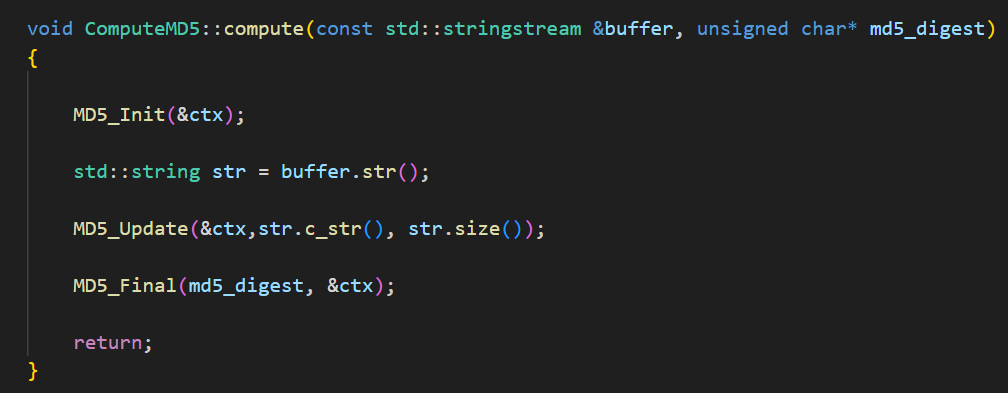 void ComputeMD5::compute(const std::stringstream &buffer, unsigned char* md5_digest)
{
MD5_Init(&ctx);
std::string str = buffer.str();
MD5_Update(&ctx,str.c_str(), str.size());
MD5_Final(md5_digest, &ctx);
return;
}